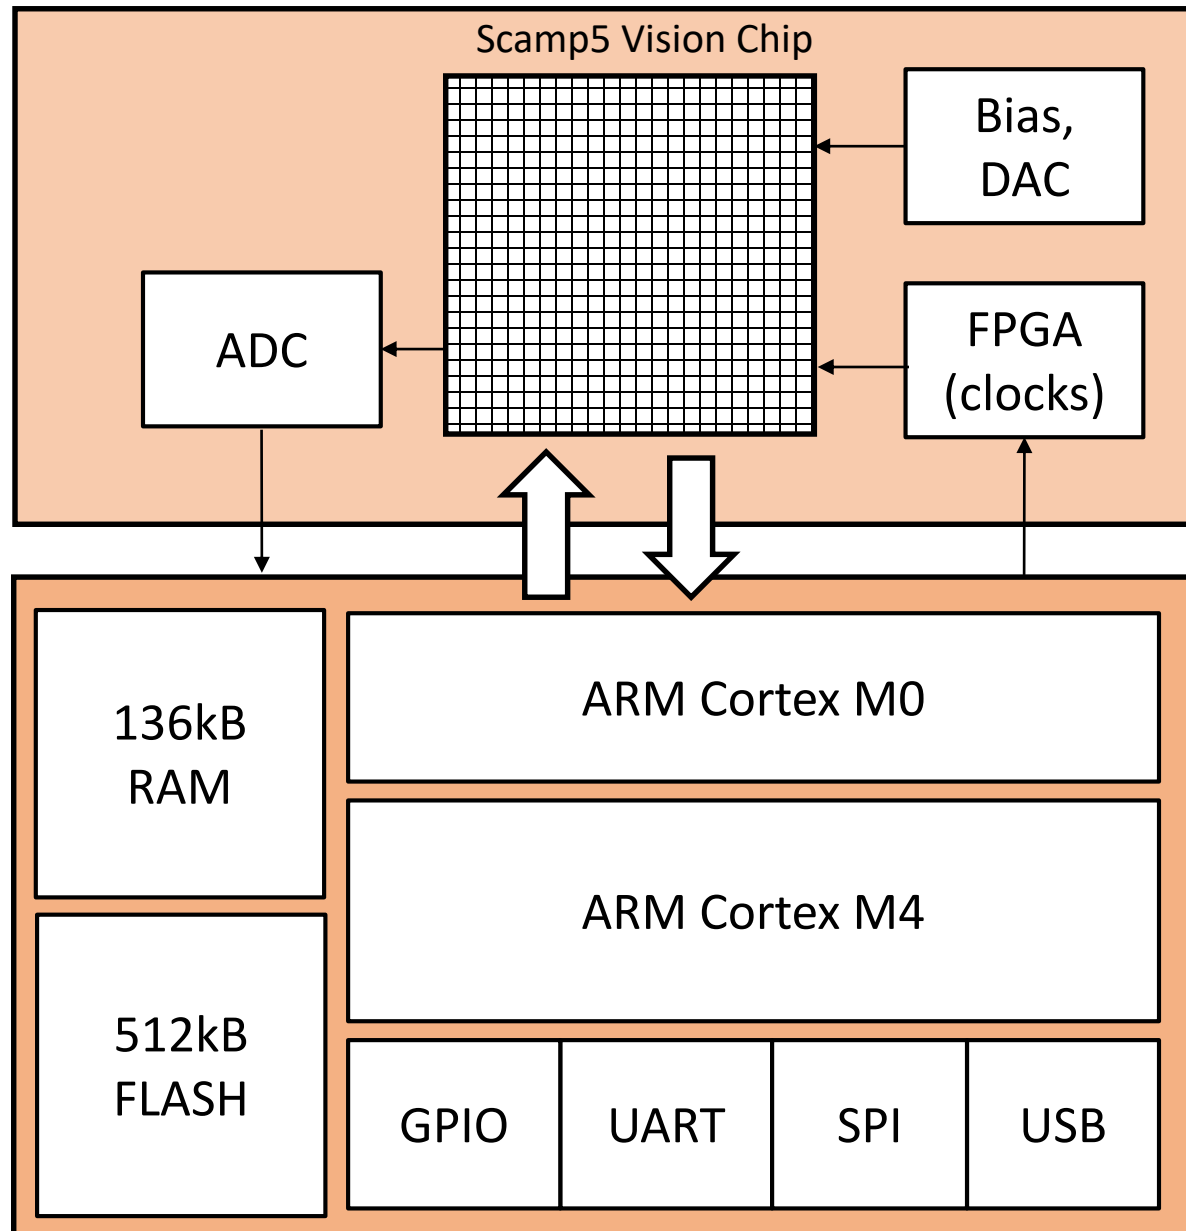 Scamp5 Vision Chip
Bias,
DAC
ADC
FPGA
(clocks)
136kB
RAM
ARM Cortex M0
ARM Cortex M4
512kB
FLASH
GPIO
UART
SPI
USB